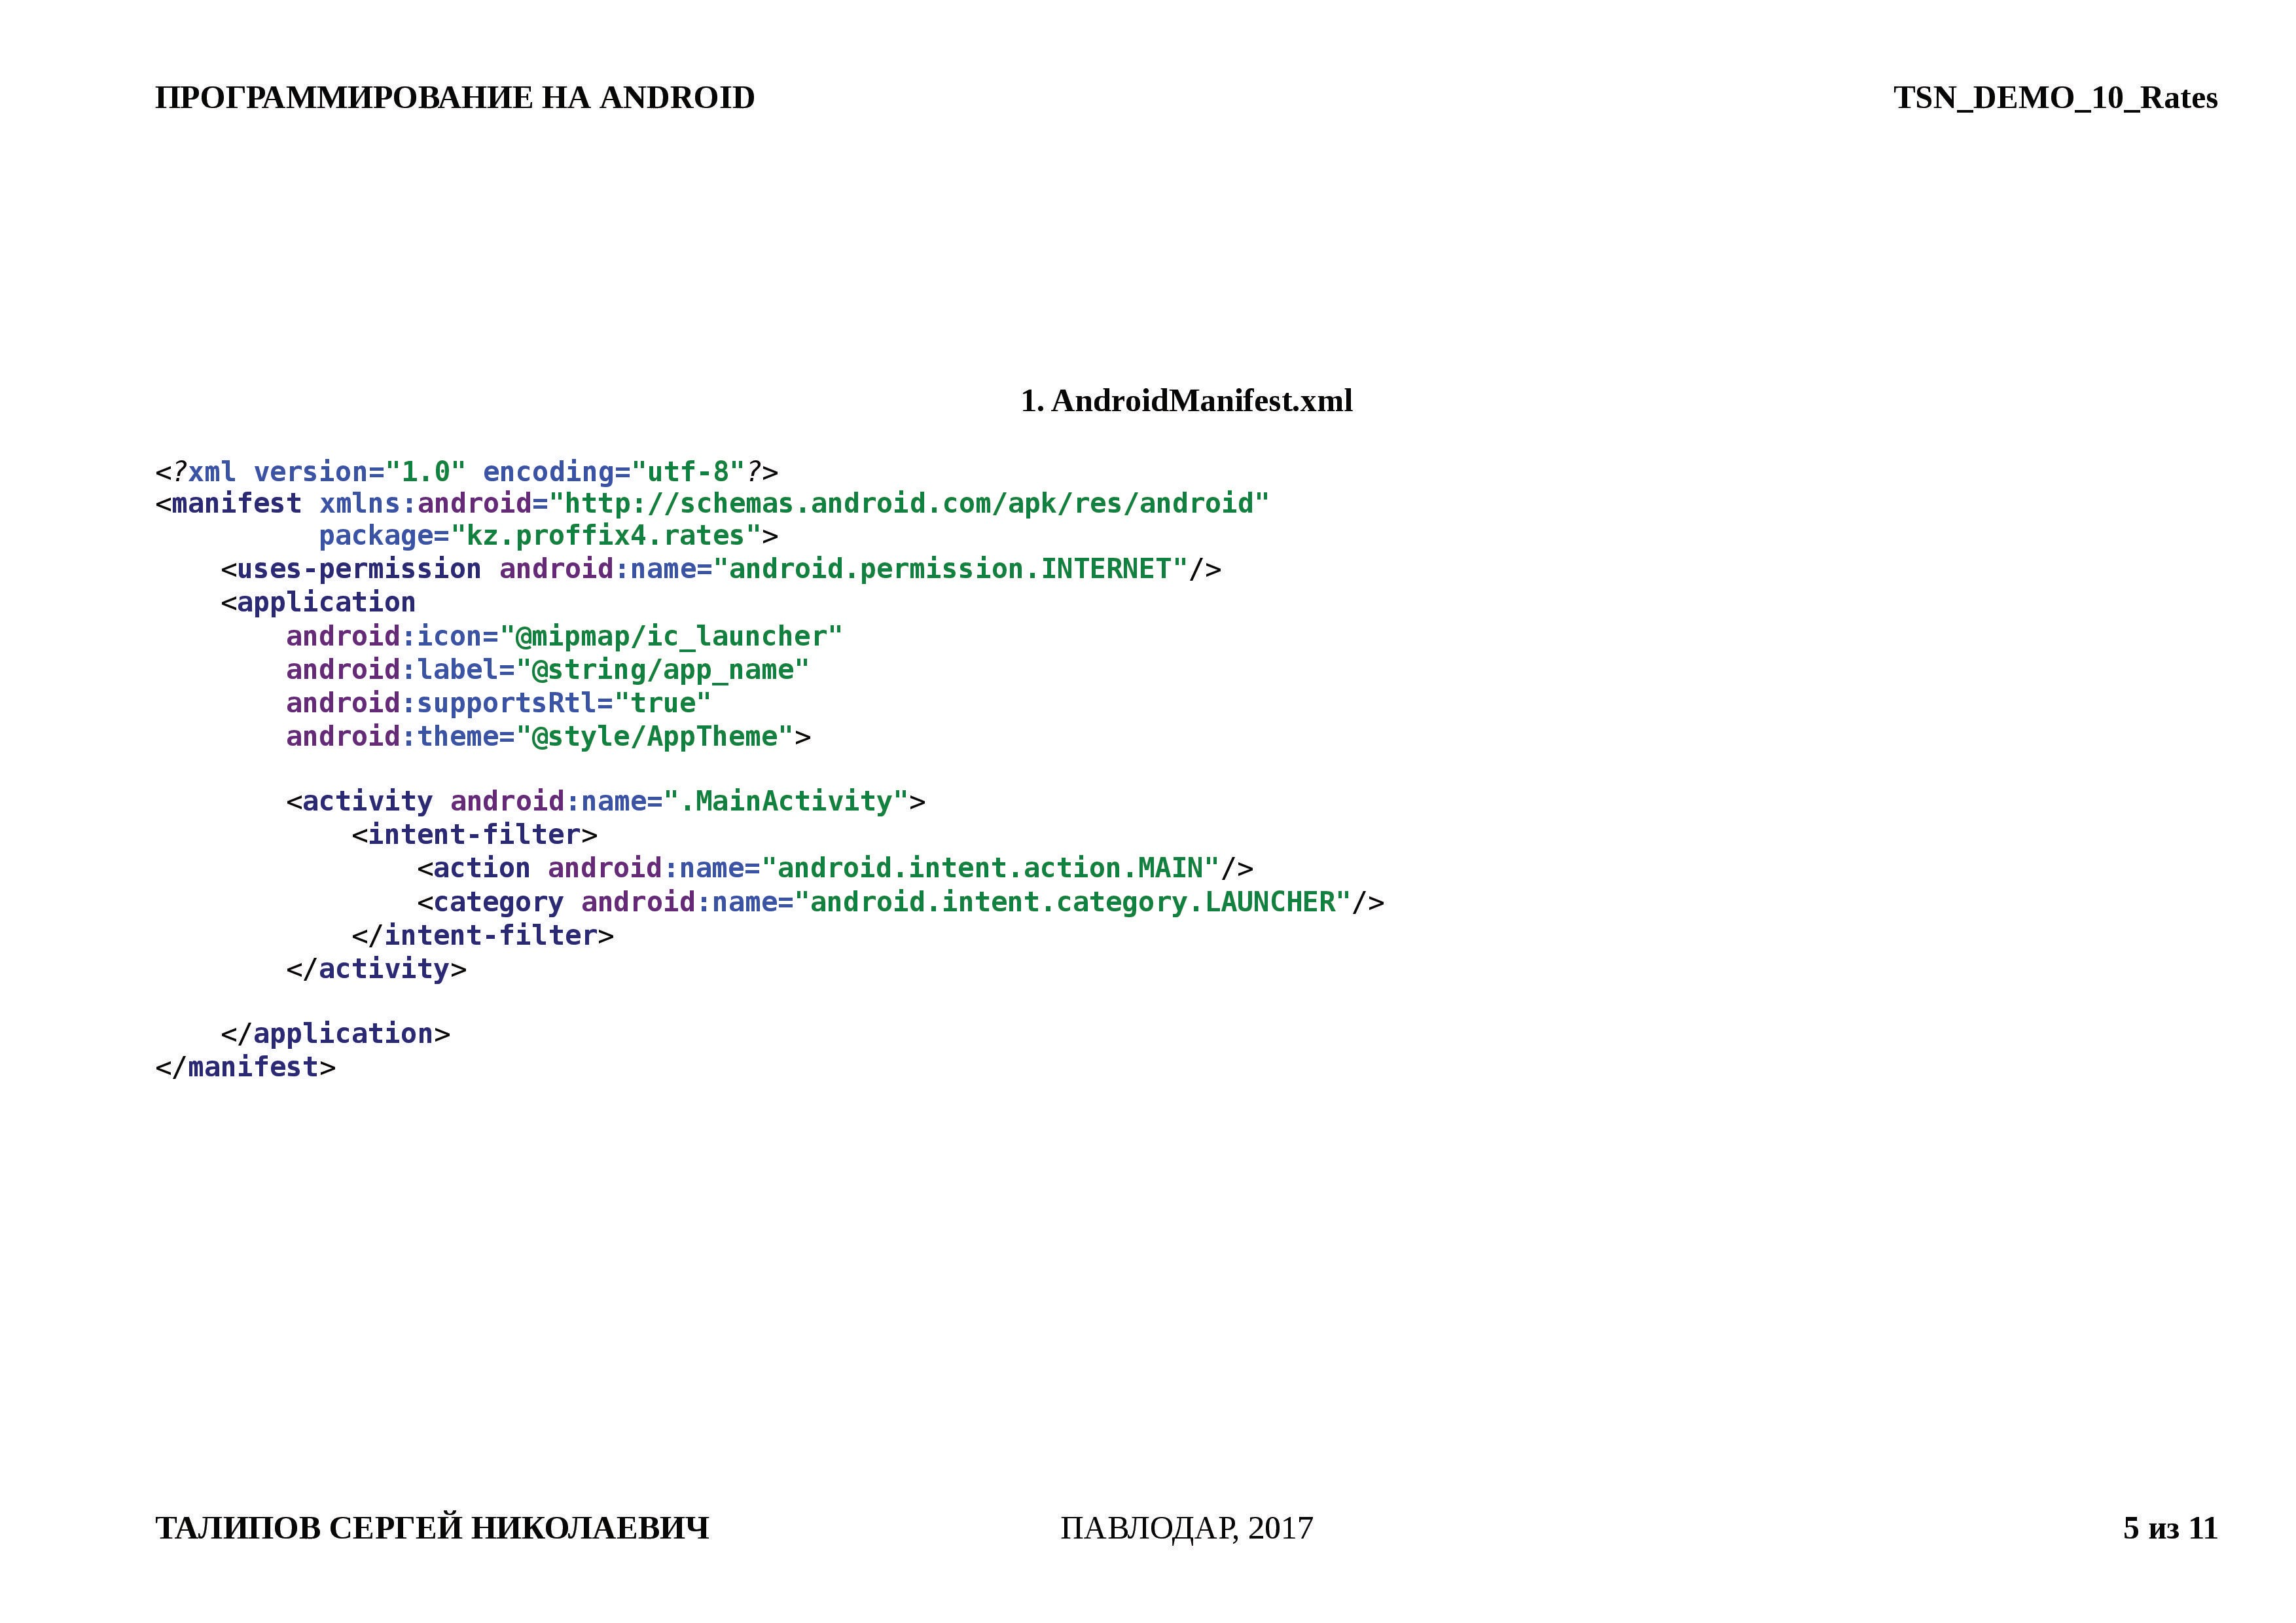 ПРОГРАММИРОВАНИЕ НА ANDROID TSN_DEMO_10_Rates
1. AndroidManifest.xml
<?xml version="1.0" encoding="utf-8"?>
<manifest xmlns:android="http://schemas.android.com/apk/res/android"
          package="kz.proffix4.rates">
    <uses-permission android:name="android.permission.INTERNET"/>
    <application
        android:icon="@mipmap/ic_launcher"
        android:label="@string/app_name"
        android:supportsRtl="true"
        android:theme="@style/AppTheme">
        <activity android:name=".MainActivity">
            <intent-filter>
                <action android:name="android.intent.action.MAIN"/>
                <category android:name="android.intent.category.LAUNCHER"/>
            </intent-filter>
        </activity>
    </application>
</manifest>
ТАЛИПОВ СЕРГЕЙ НИКОЛАЕВИЧ ПАВЛОДАР, 2017 5 из 11